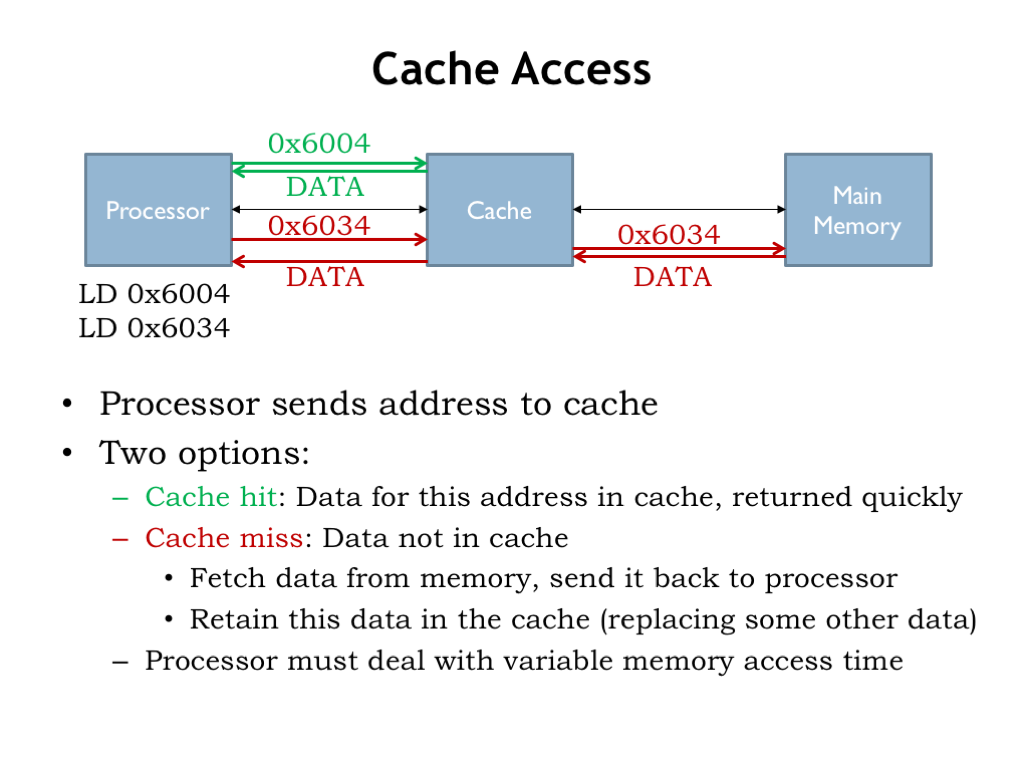 Cache Access
0x6004
DATA
Processor
0x6034
DATA
Cache
0x6034
DATA
Main
Memory
LD 0x6004
LD 0x6034
• Processor sends address to cache
• Two options:
– Cache hit: Data for this address in cache, returned quickly
– Cache miss: Data not in cache
• Fetch data from memory, send it back to processor
• Retain this data in the cache (replacing some other data)
– Processor must deal with variable memory access time